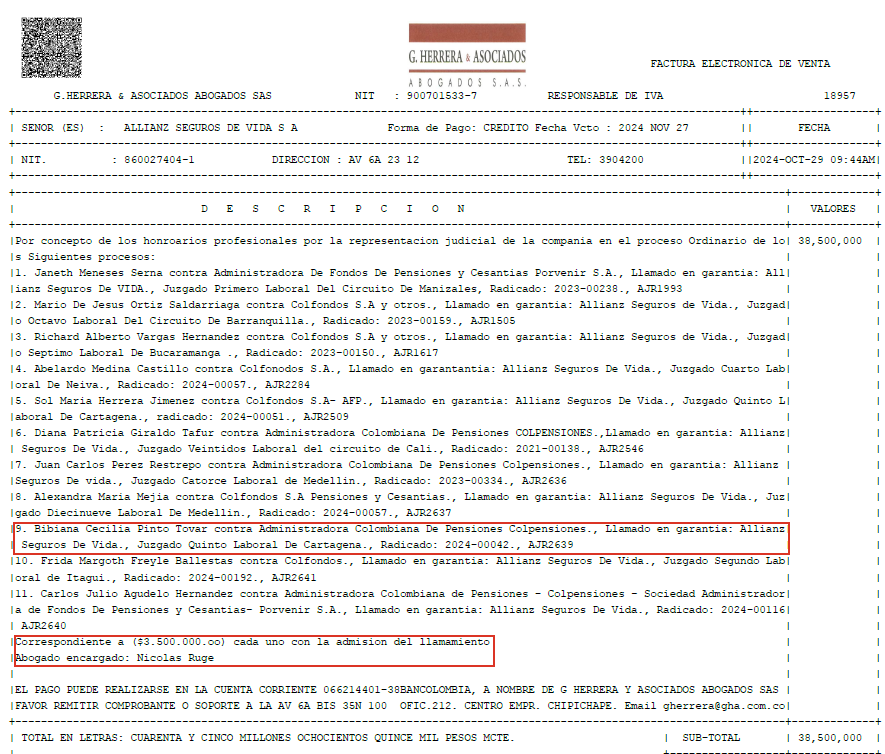 G. HERRERA & ASOCIADOS
ABOGADOS S.A.S.
FACTURA ELECTRONICA DE VENTA
G.HERRERA & ASOCIADOS ABOGADOS SAS NIT : 900701533-7 RESPONSABLE DE IVA 18957
SENOR (ES) : ALLIANZ SEGUROS DE VIDA S A Forma de Pago: CREDITO Fecha Vcto : 2024 NOV 27 FECHA
NIT. : 860027404-1 DIRECCION : AV 6A 23 12 TEL: 3904200 2024-OCT-29 09:44AM
D E S C R I P C I O N VALORES
Por concepto de los honroarios profesionales por la representacion judicial de la compania en el proceso Ordinario de lo 38,500,000
s Siguientes procesos:
1. Janeth Meneses Serna contra Administradora De Fondos De Pensiones y Cesantias Porvenir S.A., Llamado en garantia: All
ianz Seguros De VIDA., Juzgado Primero Laboral Del Circuito De Manizales, Radicado: 2023-00238., AJR1993
2. Mario De Jesus Ortiz Saldarriaga contra Colfondos S.A y otros., Llamado en garantia: Allianz Seguros de Vida., Juzgad
o Octavo Laboral Del Circuito De Barranquilla., Radicado: 2023-00159., AJR1505
3. Richard Alberto Vargas Hernandez contra Colfondos S.A y otros., Llamado en garantia: Allianz Seguros de Vida., Juzgad
o Septimo Laboral De Bucaramanga ., Radicado: 2023-00150., AJR1617
4. Abelardo Medina Castillo contra Colfonodos S.A., Llamado en garantantia: Allianz Seguros De Vida., Juzgado Cuarto Lab
oral De Neiva., Radicado: 2024-00057., AJR2284
5. Sol Maria Herrera Jimenez contra Colfondos S.A- AFP., Llamado en garantia: Allianz Seguros De Vida., Juzgado Quinto L
aboral De Cartagena., radicado: 2024-00051., AJR2509
6. Diana Patricia Giraldo Tafur contra Administradora Colombiana De Pensiones COLPENSIONES.,Llamado en garantia: Allianz
Seguros De Vida., Juzgado Veintidos Laboral del circuito de Cali., Radicado: 2021-00138., AJR2546
7. Juan Carlos Perez Restrepo contra Administradora Colombiana De Pensiones Colpensiones., Llamado en garantia: Allianz
Seguros De vida., Juzgado Catorce Laboral de Medellin., Radicado: 2023-00334., AJR2636
8. Alexandra Maria Mejia contra Colfondos S.A Pensiones y Cesantias., Llamado en garantia: Allianz Seguros De Vida., Juz
gado Diecinueve Laboral De Medellin., Radicado: 2024-00057., AJR2637
9. Bibiana Cecilia Pinto Tovar contra Administradora Colombiana De Pensiones Colpensiones., Llamado en garantia: Allianz
Seguros De Vida., Juzgado Quinto Laboral De Cartagena., Radicado: 2024-00042., AJR2639
10. Frida Margoth Freyle Ballestas contra Colfondos., Llamado en garantia: Allianz Seguros De Vida., Juzgado Segundo Lab
oral de Itagui., Radicado: 2024-00192., AJR2641
11. Carlos Julio Agudelo Hernandez contra Administradora Colombiana de Pensiones - Colpensiones - Sociedad Administrador
a de Fondos De Pensiones y Cesantias- Porvenir S.A., Llamado en garantia: Allianz Seguros De Vida., Radicado: 2024-00116
AJR2640
Correspondiente a ($3.500.000.oo) cada uno con la admision del llamamiento
Abogado encargado: Nicolas Ruge
EL PAGO PUEDE REALIZARSE EN LA CUENTA CORRIENTE 066214401-38BANCOLOMBIA, A NOMBRE DE G HERRERA Y ASOCIADOS ABOGADOS SAS
FAVOR REMITIR COMPROBANTE O SOPORTE A LA AV 6A BIS 35N 100 OFIC.212. CENTRO EMPR. CHIPICHAPE. Email gherrera@gha.com.co
TOTAL EN LETRAS: CUARENTA Y CINCO MILLONES OCHOCIENTOS QUINCE MIL PESOS MCTE. SUB-TOTAL 38,500,000